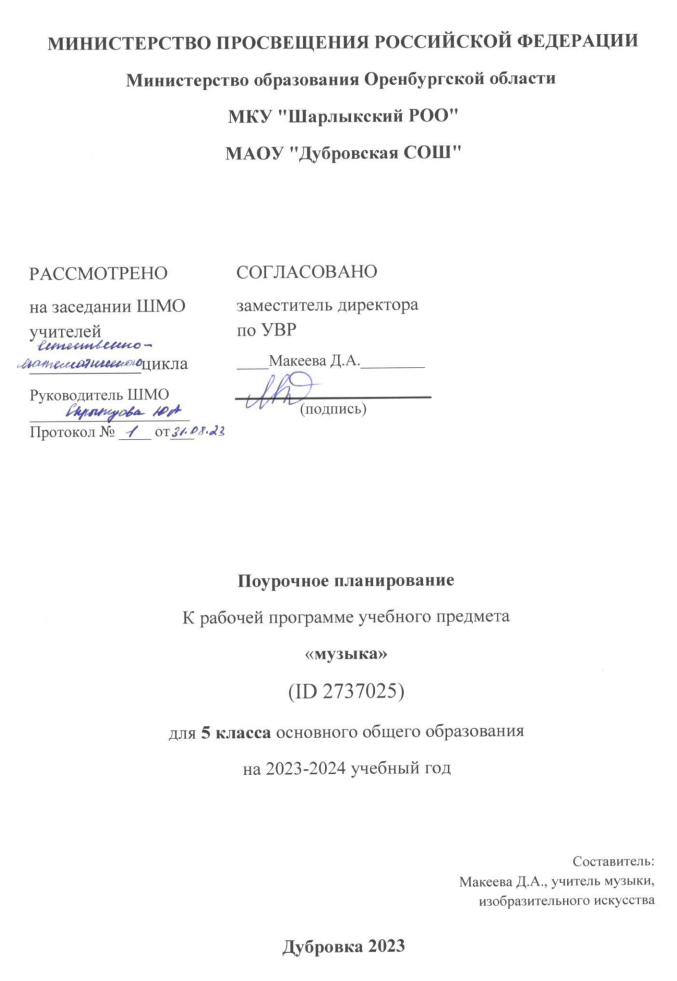 МИНИСТЕРСТВО ПРОСВЕЩЕНИЯ РОССИЙСКОЙ ФЕДЕРАЦИИ
Министерство образования Оренбургской области
МКУ "Шарлыкский РОО"
МАОУ "Дубровская СОШ"
РАССМОТРЕНО
на заседании ШМО
учителей
естественно-
математического цикла
Руководитель ШМО
Ю.А
Протокол № 1 от 31.08.23
СОГЛАСОВАНО
заместитель директора
по УВР
____Макеева Д.А.________
(подпись)
Поурочное планирование
К рабочей программе учебного предмета
«музыка»
(ID 2737025)
для 5 класса основного общего образования
на 2023-2024 учебный год
Составитель:
Макеева Д.А., учитель музыки,
изобразительного искусства
Дубровка 2023